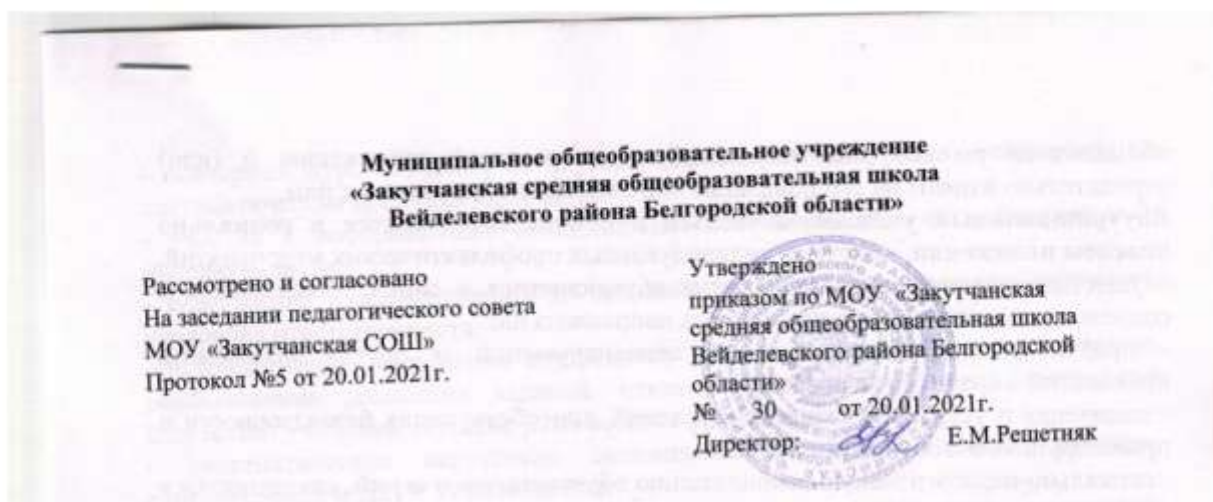 Муниципальное общеобразовательное учреждение
«Закутчанская средняя общеобразовательная школа
Вейделевского района Белгородской области»
Рассмотрено и согласовано
На заседании педагогического совета
МОУ «Закутчанская СОШ»
Протокол №5 от 20.01.2021г.
Утверждено
приказом по МОУ «Закутчанская
средняя общеобразовательная школа
Вейделевского района Белгородской
области»
№ 30 от 20.01.2021г.
Директор: Е.М.Решетняк